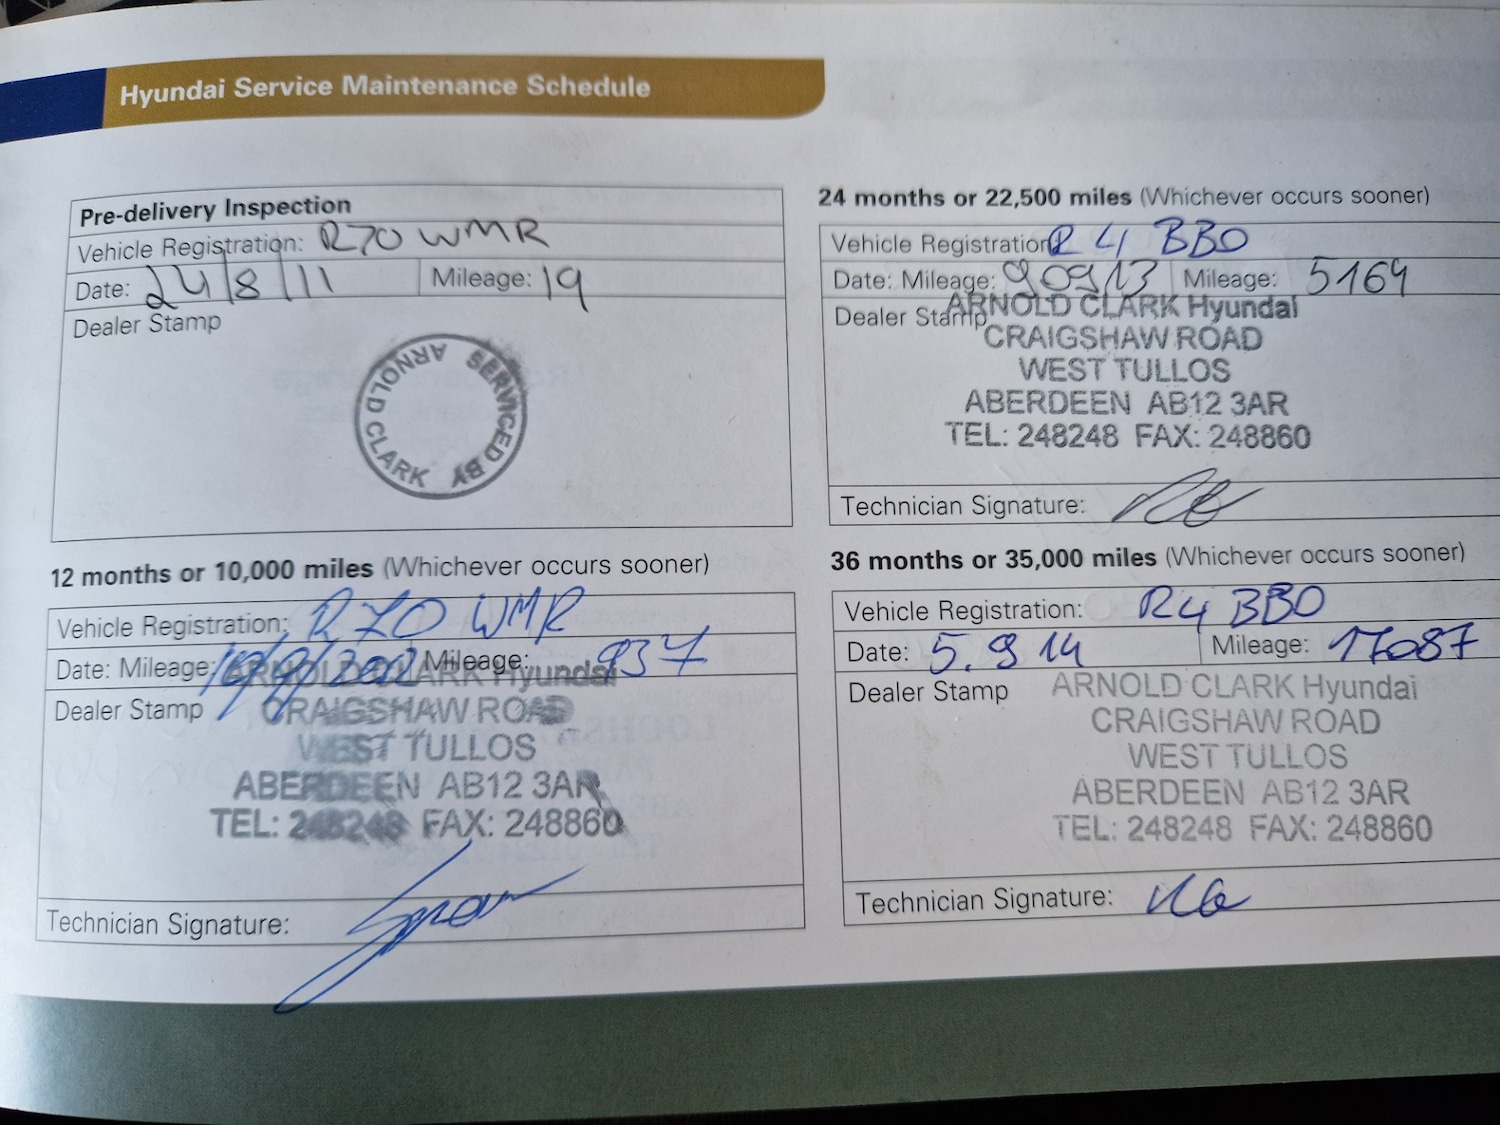 Hyundai Service Maintenance Schedule
Pre-delivery Inspection
Vehicle Registration: R70 WMR
Date: 24/8/11 Mileage: 19
Dealer Stamp
SERVICED BY
ARNOLD CLARK
12 months or 10,000 miles (Whichever occurs sooner)
Vehicle Registration: R70 WMR
Date: Mileage: Mileage: 937
ARNOLD CLARK Hyundai
Dealer Stamp
CRAIGSHAW ROAD
WEST TULLOS
ABERDEEN AB12 3AR
TEL: 248248 FAX: 248860
Technician Signature:
24 months or 22,500 miles (Whichever occurs sooner)
Vehicle Registration R4 BBO
Date: Mileage: 90913 Mileage: 5164
ARNOLD CLARK Hyundai
Dealer Stamp
CRAIGSHAW ROAD
WEST TULLOS
ABERDEEN AB12 3AR
TEL: 248248 FAX: 248860
Technician Signature:
36 months or 35,000 miles (Whichever occurs sooner)
Vehicle Registration: R4 BBO
Date: 5.9.14 Mileage: 17087
Dealer Stamp ARNOLD CLARK Hyundai
CRAIGSHAW ROAD
WEST TULLOS
ABERDEEN AB12 3AR
TEL: 248248 FAX: 248860
Technician Signature: